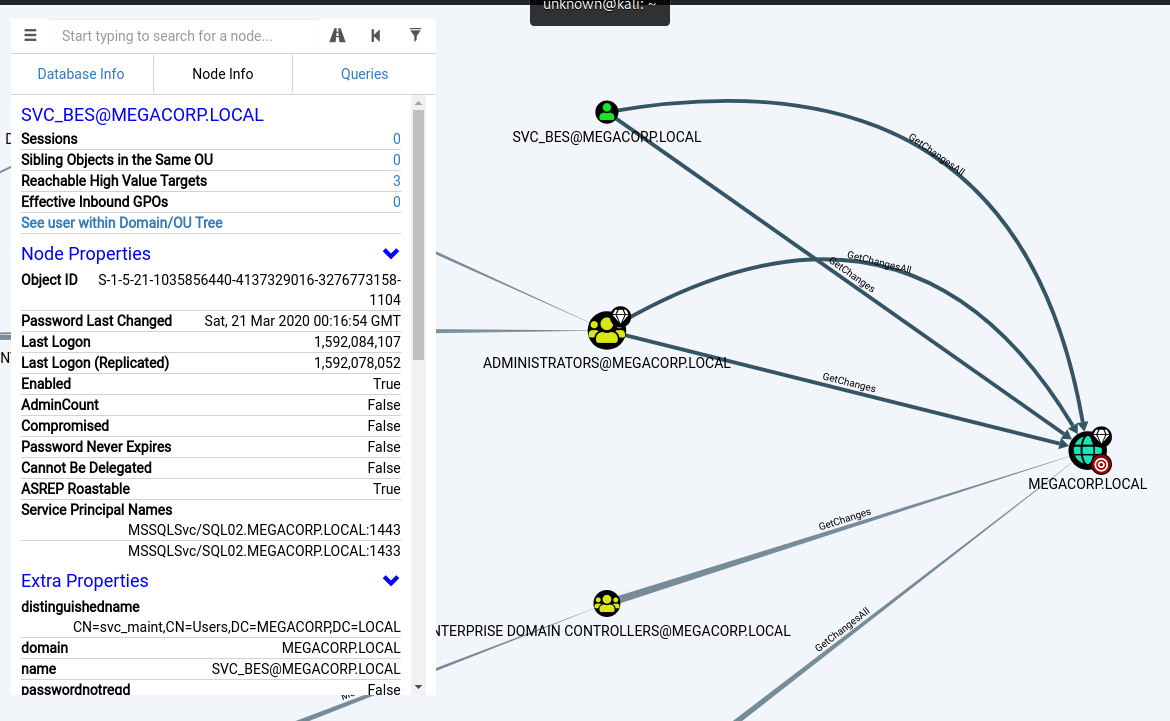 unknown@kali: ~
Start typing to search for a node...
Database Info
Node Info
Queries
SVC_BES@MEGACORP.LOCAL
Sessions 0
Sibling Objects in the Same OU 0
Reachable High Value Targets 3
Effective Inbound GPOs 0
See user within Domain/OU Tree
Node Properties
Object ID S-1-5-21-1035856440-4137329016-3276773158-
1104
Password Last Changed Sat, 21 Mar 2020 00:16:54 GMT
Last Logon 1,592,084,107
Last Logon (Replicated) 1,592,078,052
Enabled True
AdminCount False
Compromised False
Password Never Expires False
Cannot Be Delegated False
ASREP Roastable True
Service Principal Names
MSSQLSvc/SQL02.MEGACORP.LOCAL:1443
MSSQLSvc/SQL02.MEGACORP.LOCAL:1433
Extra Properties
distinguishedname
CN=svc_maint,CN=Users,DC=MEGACORP,DC=LOCAL
domain MEGACORP.LOCAL
name SVC_BES@MEGACORP.LOCAL
passwordnotreqd False
SVC_BES@MEGACORP.LOCAL
GetChangesAll
GetChangesAll
GetChanges
ADMINISTRATORS@MEGACORP.LOCAL
GetChanges
MEGACORP.LOCAL
GetChanges
NTERPRISE DOMAIN CONTROLLERS@MEGACORP.LOCAL
GetChangesAll